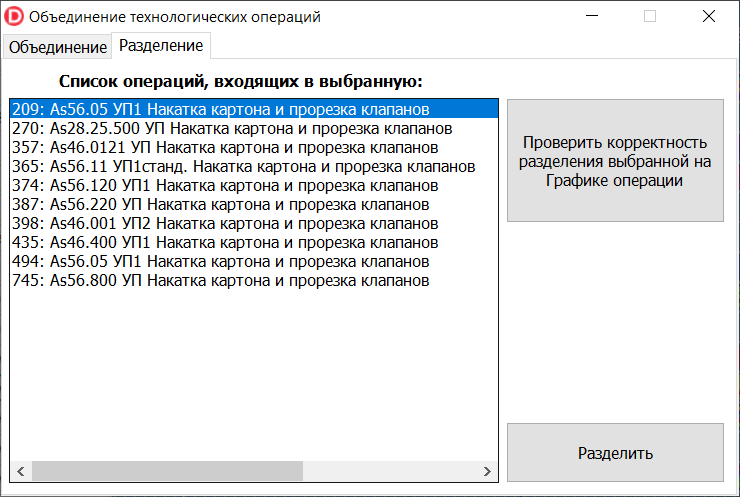 Объединение технологических операций
Объединение
Разделение
Список операций, входящих в выбранную:
209: As56.05 УП1 Накатка картона и прорезка клапанов
270: As28.25.500 УП Накатка картона и прорезка клапанов
357: As46.0121 УП Накатка картона и прорезка клапанов
365: As56.11 УП1станд. Накатка картона и прорезка клапанов
374: As56.120 УП1 Накатка картона и прорезка клапанов
387: As56.220 УП Накатка картона и прорезка клапанов
398: As46.001 УП2 Накатка картона и прорезка клапанов
435: As46.400 УП1 Накатка картона и прорезка клапанов
494: As56.05 УП1 Накатка картона и прорезка клапанов
745: As56.800 УП Накатка картона и прорезка клапанов
Проверить корректность
разделения выбранной на
Графике операции
Разделить